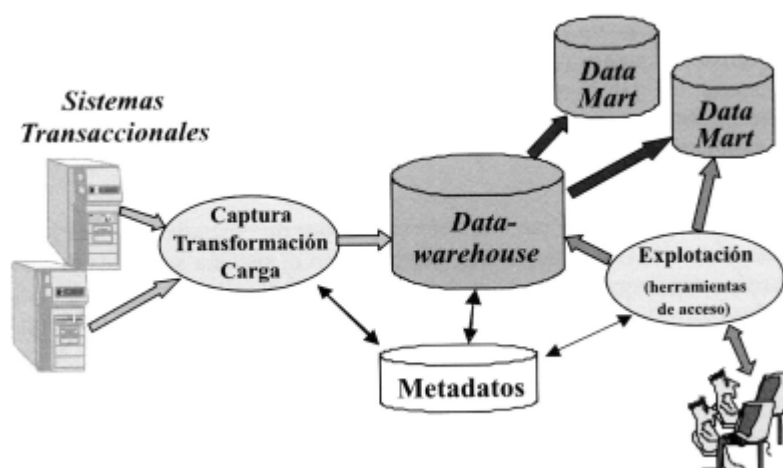 Sistemas
Transaccionales
Captura
Transformación
Carga
Data-
warehouse
Data
Mart
Data
Mart
Explotación
(herramientas
de acceso)
Metadatos